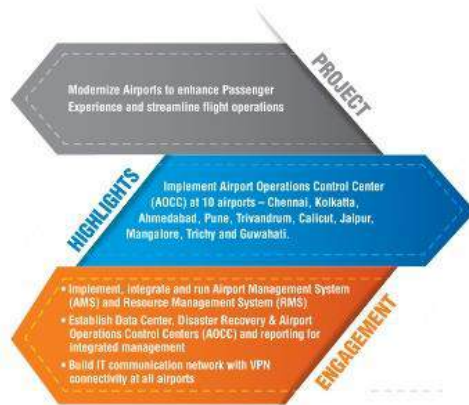 PROJECT
Modernize Airports to enhance Passenger
Experience and streamline flight operations
HIGHLIGHTS
Implement Airport Operations Control Center
(AOCC) at 10 airports – Chennai, Kolkatta,
Ahmedabad, Pune, Trivandrum, Calicut, Jaipur,
Mangalore, Trichy and Guwahati.
ENGAGEMENT
• Implement, Integrate and run Airport Management System
(AMS) and Resource Management System (RMS)
• Establish Data Center, Disaster Recovery & Airport
Operations Control Centers (AOCC) and reporting for
integrated management
• Build IT communication network with VPN
connectivity at all airports